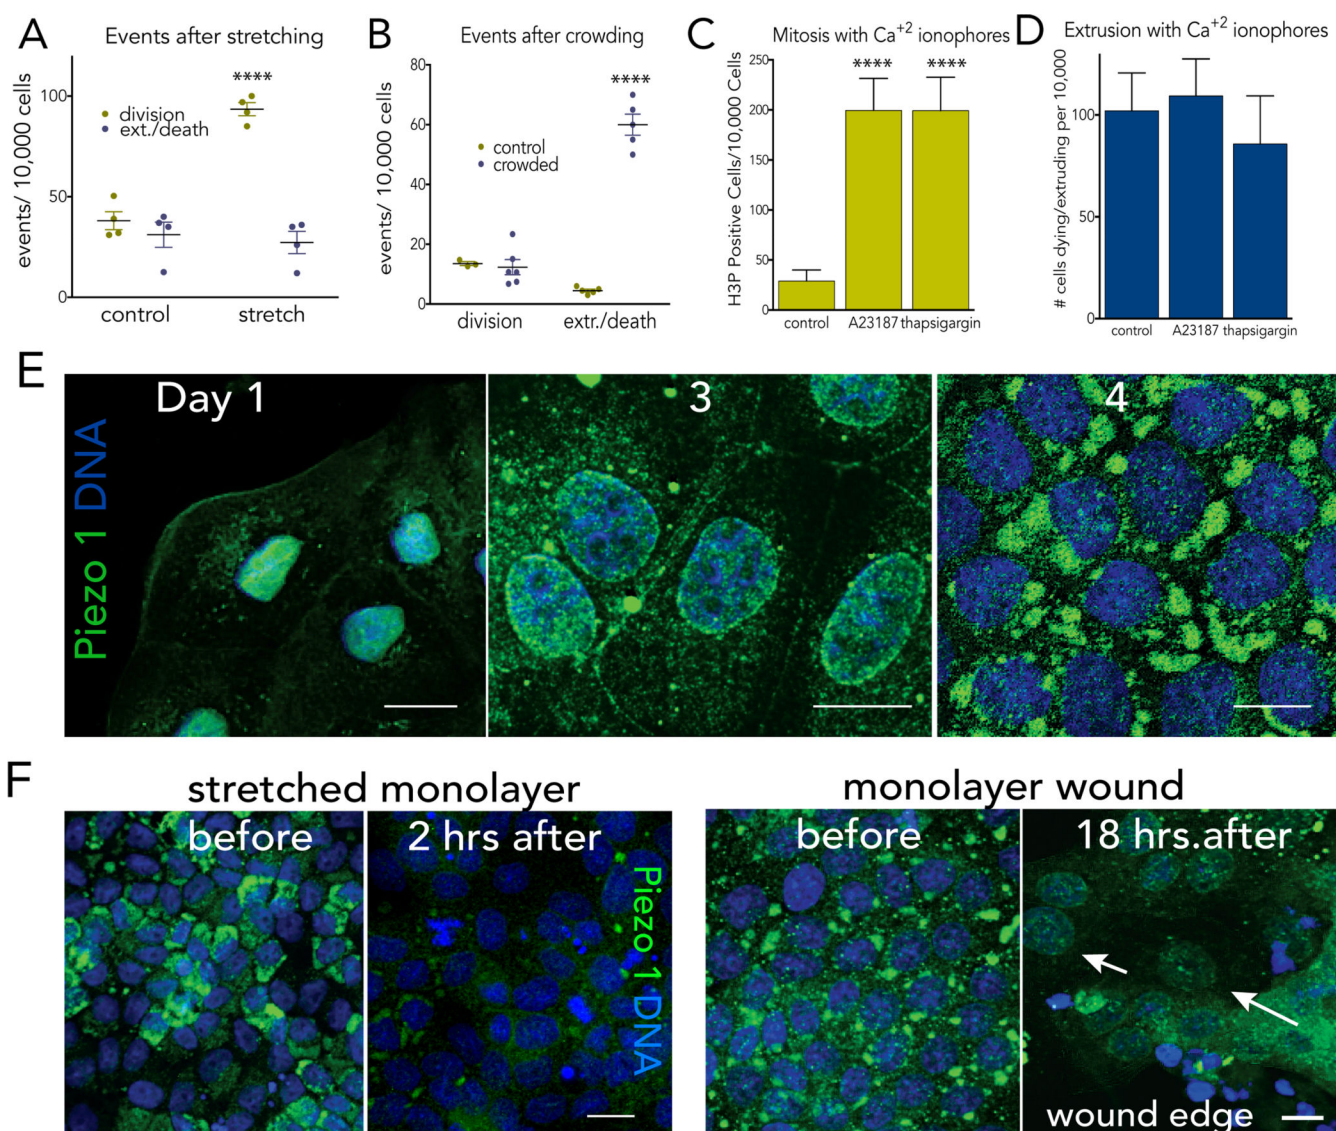 A
Events after stretching
events/ 10,000 cells
100
50
0
division
ext./death
****
control
stretch
B
Events after crowding
events/ 10,000 cells
80
60
40
20
0
control
crowded
****
division
extr./death
C
Mitosis with Ca+2 ionophores
H3P Positive Cells/10,000 Cells
250
200
150
100
50
0
****
****
control
A23187
thapsigargin
D
Extrusion with Ca+2 ionophores
# cells dying/extruding per 10,000
100
50
0
control
A23187
thapsigargin
E
Piezo 1 DNA
Day 1
3
4
F
stretched monolayer
before
2 hrs after
Piezo 1 DNA
monolayer wound
before
18 hrs.after
wound edge